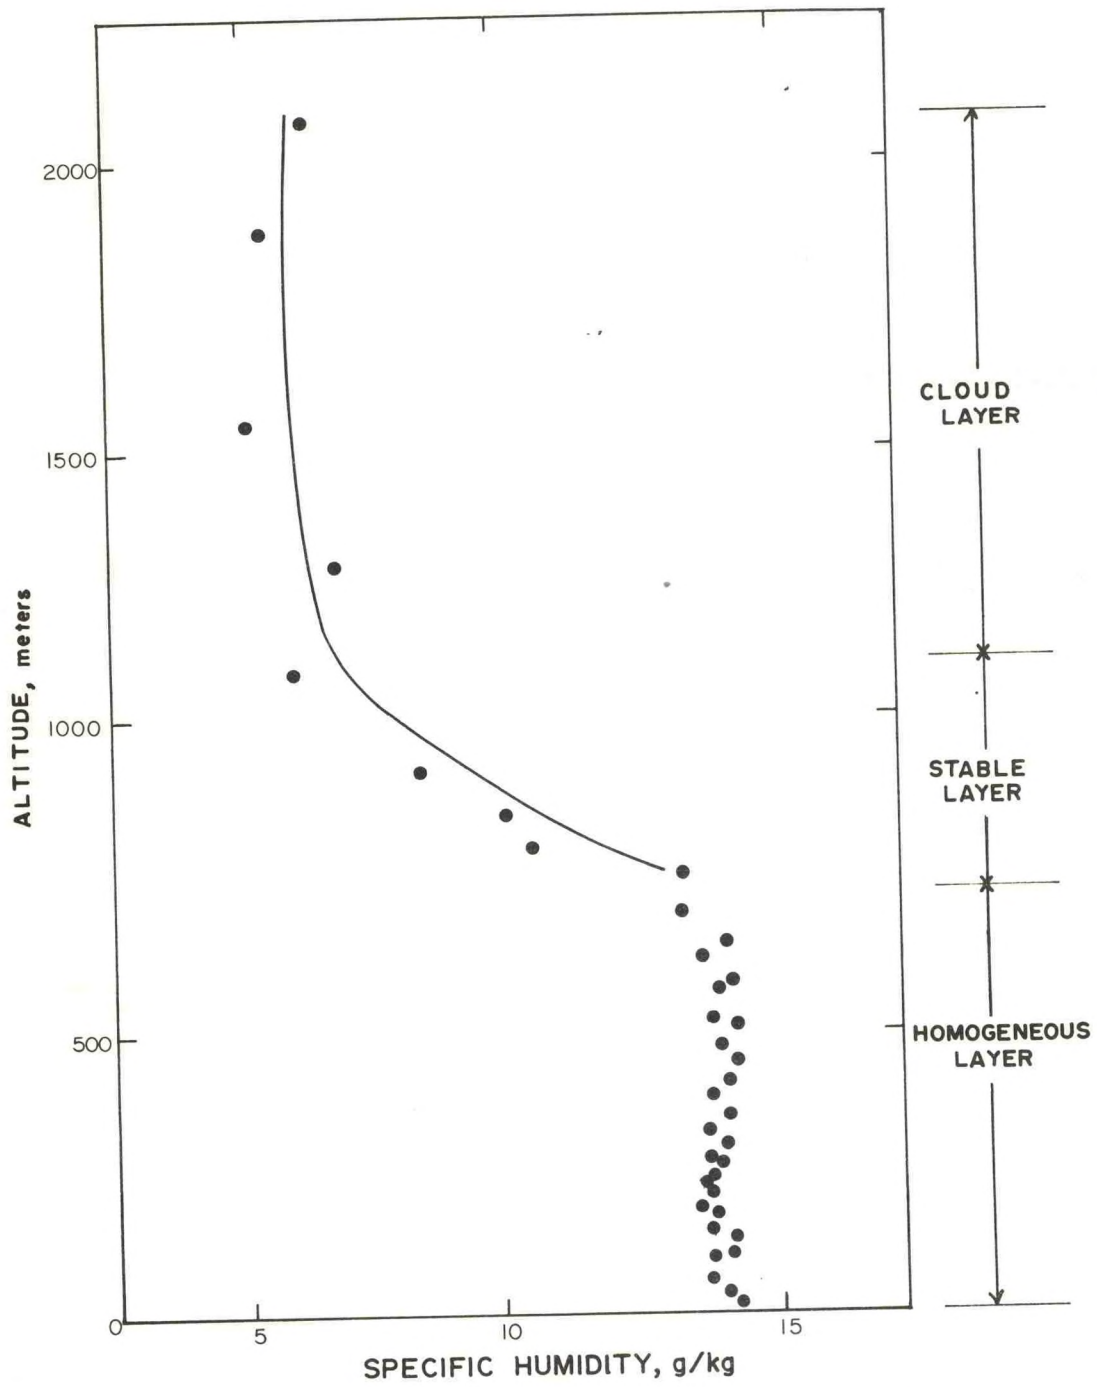 2000
1500
1000
500
0
5
10
15
ALTITUDE, meters
SPECIFIC HUMIDITY, g/kg
CLOUD
LAYER
STABLE
LAYER
HOMOGENEOUS
LAYER